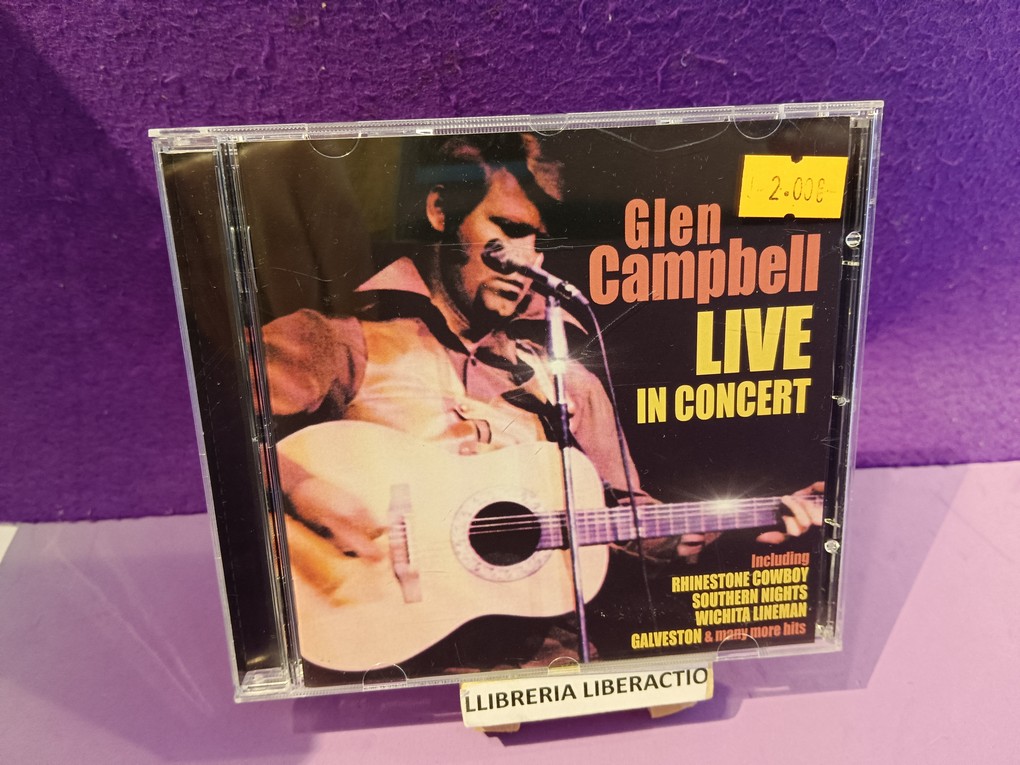 2.00€
Glen
Campbell
LIVE
IN CONCERT
Including
RHINESTONE COWBOY
SOUTHERN NIGHTS
WICHITA LINEMAN
GALVESTON & many more hits
LLIBRERIA LIBERACTIO